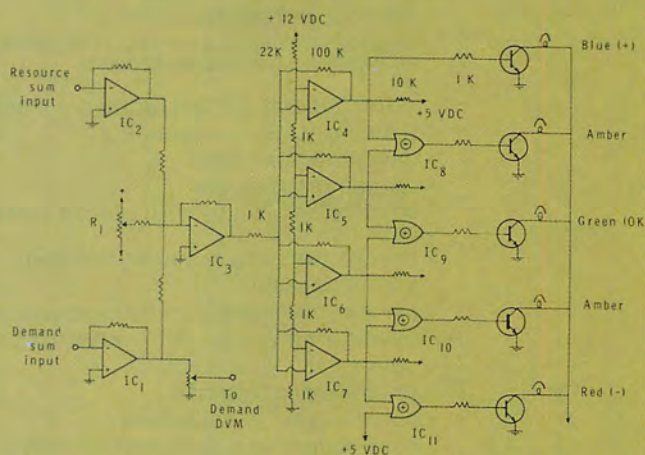 + 12 VDC
22K
100 K
Resource
sum
input
IC2
IC4
10 K
+5 VDC
1 K
Blue (+)
1K
IC8
Amber
R1
+
-
IC3
1 K
IC5
1K
IC9
Green (OK
IC6
1K
IC10
Amber
Demand
sum
input
IC1
To
Demand
DVM
IC7
1K
+5 VDC
IC11
Red (-)